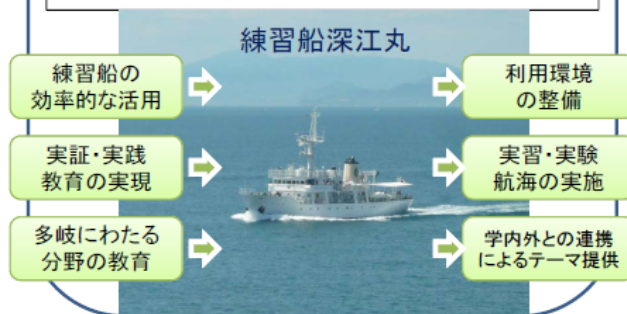 練習船深江丸
練習船の
効率的な活用
利用環境
の整備
実証・実践
教育の実現
実習・実験
航海の実施
多岐にわたる
分野の教育
学内外との連携
によるテーマ提供